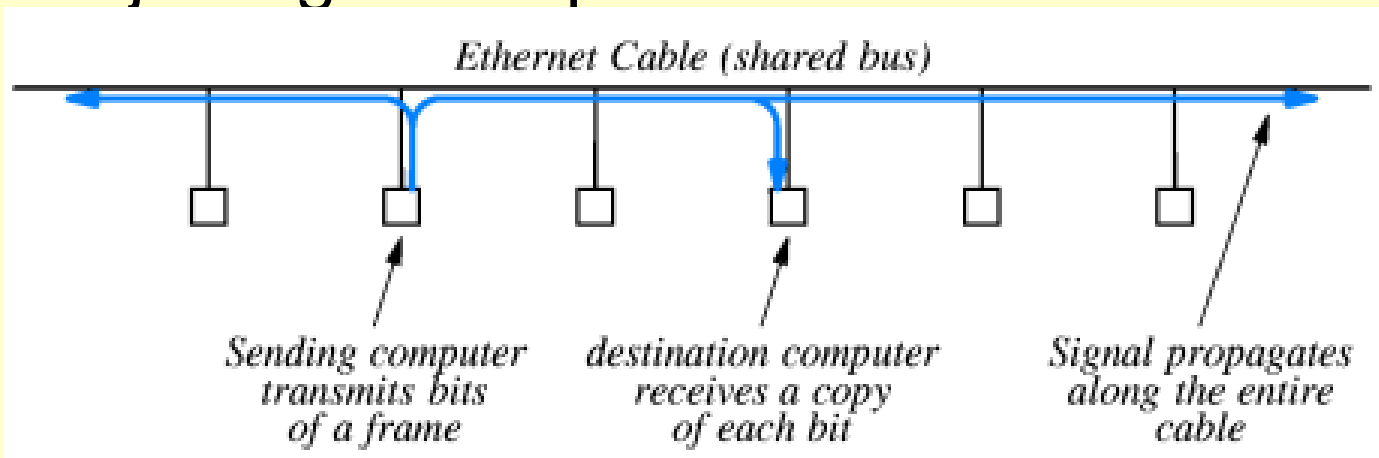 Ethernet Cable (shared bus)
Sending computer
transmits bits
of a frame
destination computer
receives a copy
of each bit
Signal propagates
along the entire
cable